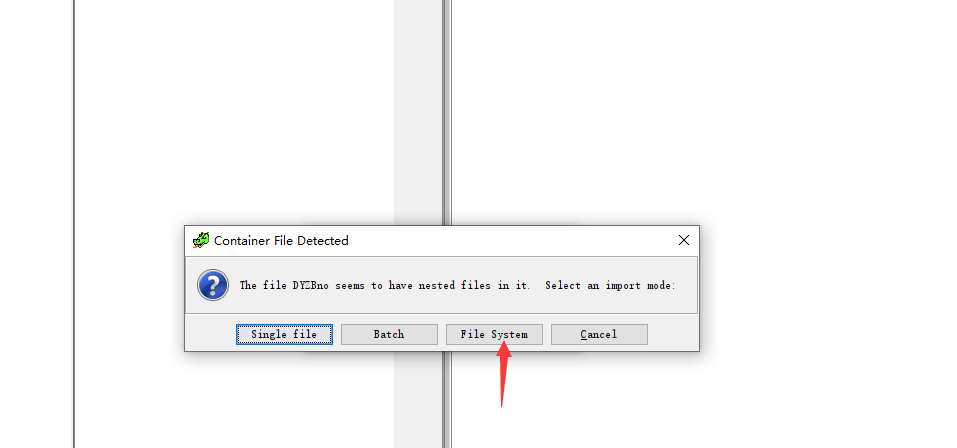 Container File Detected
The file DYZBno seems to have nested files in it. Select an import mode:
Single file Batch File System Cancel